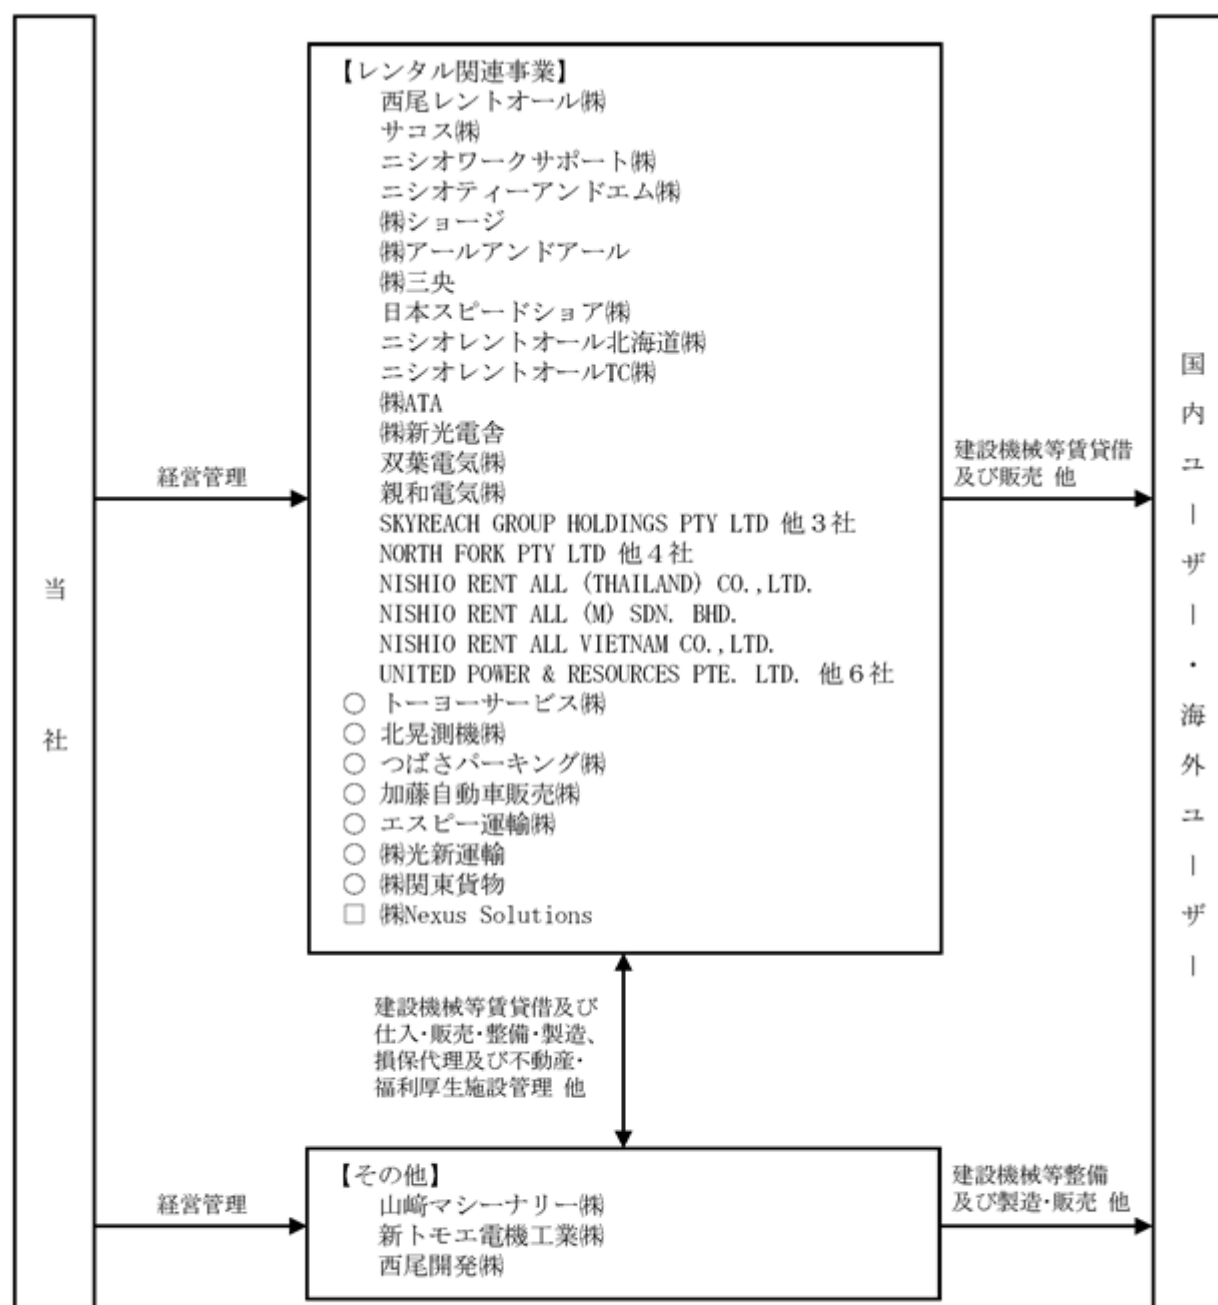 【レンタル関連事業】
西尾レントオール㈱
サコス㈱
ニシオワークサポート㈱
ニシオティーアンドエム㈱
㈱ショージ
㈱アールアンドアール
㈱三央
日本スピードショア㈱
ニシオレントオール北海道㈱
ニシオレントオールTC㈱
㈱ATA
㈱新光電舎
双葉電気㈱
親和電気㈱
SKYREACH GROUP HOLDINGS PTY LTD 他３社
NORTH FORK PTY LTD 他４社
NISHIO RENT ALL (THAILAND) CO.,LTD.
NISHIO RENT ALL (M) SDN. BHD.
NISHIO RENT ALL VIETNAM CO.,LTD.
UNITED POWER & RESOURCES PTE. LTD. 他６社
○ トーヨーサービス㈱
○ 北晃測機㈱
○ つばさパーキング㈱
○ 加藤自動車販売㈱
○ エスピー運輸㈱
○ ㈱光新運輸
○ ㈱関東貨物
□ ㈱Nexus Solutions
経営管理
当社
建設機械等賃貸借
及び販売 他
国内ユーザー・海外ユーザー
建設機械等賃貸借及び
仕入・販売・整備・製造、
損保代理及び不動産・
福利厚生施設管理 他
【その他】
山﨑マシーナリー㈱
新トモエ電機工業㈱
西尾開発㈱
経営管理
建設機械等整備
及び製造・販売 他